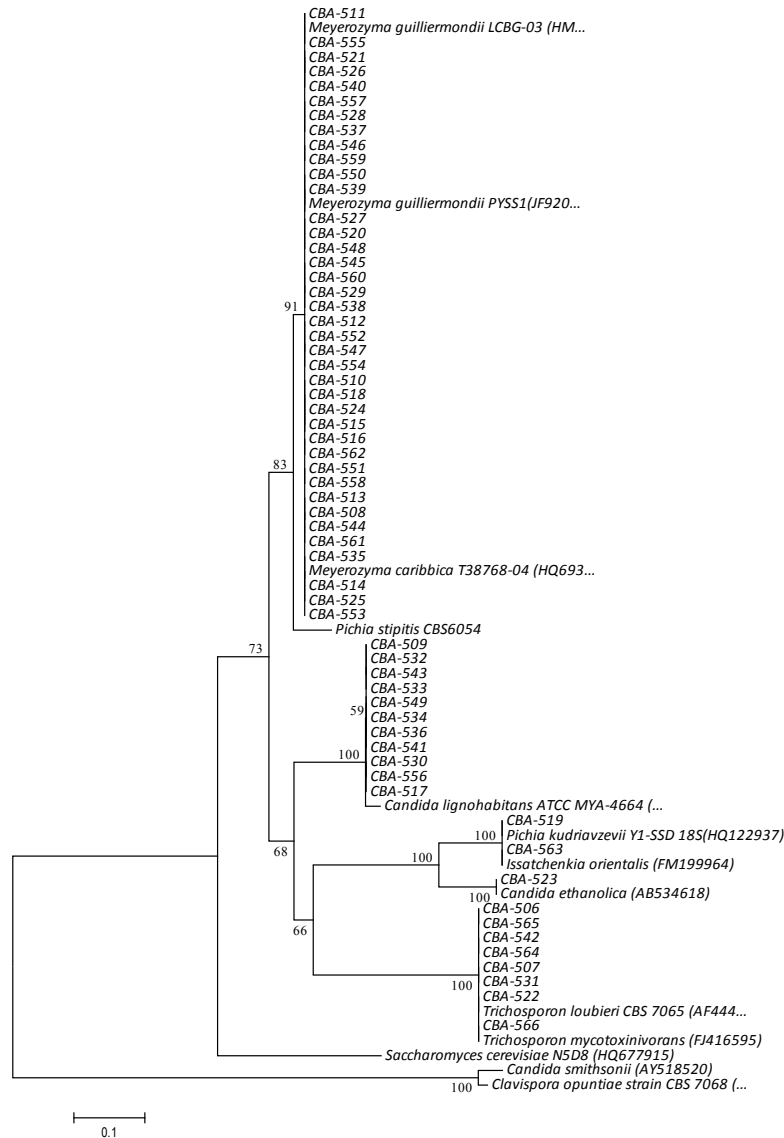 CBA-511
Meyerozyma guilliermondii LCBG-03 (HM...
CBA-555
CBA-521
CBA-526
CBA-540
CBA-557
CBA-528
CBA-537
CBA-546
CBA-559
CBA-550
CBA-539
Meyerozyma guilliermondii PYSS1(JF920...
CBA-527
CBA-520
CBA-548
CBA-545
CBA-560
CBA-529
CBA-538
91
CBA-512
CBA-552
CBA-547
CBA-554
CBA-510
CBA-518
CBA-524
CBA-515
CBA-516
CBA-562
83
CBA-551
CBA-558
CBA-513
CBA-508
CBA-544
CBA-561
CBA-535
Meyerozyma caribbica T38768-04 (HQ693...
CBA-514
CBA-525
CBA-553
Pichia stipitis CBS6054
CBA-509
73
CBA-532
CBA-543
CBA-533
CBA-549
59
CBA-534
CBA-536
CBA-541
100
CBA-530
CBA-556
CBA-517
Candida lignohabitans ATCC MYA-4664 (...
CBA-519
100
Pichia kudriavzevii Y1-SSD 18S(HQ122937)
68
CBA-563
100
Issatchenkia orientalis (FM199964)
CBA-523
100
Candida ethanolica (AB534618)
CBA-506
CBA-565
66
CBA-542
CBA-564
CBA-507
CBA-531
100
CBA-522
Trichosporon loubieri CBS 7065 (AF444...
CBA-566
Trichosporon mycotoxinivorans (FJ416595)
Saccharomyces cerevisiae N5D8 (HQ677915)
Candida smithsonii (AY518520)
100
Clavispora opuntiae strain CBS 7068 (...
0.1